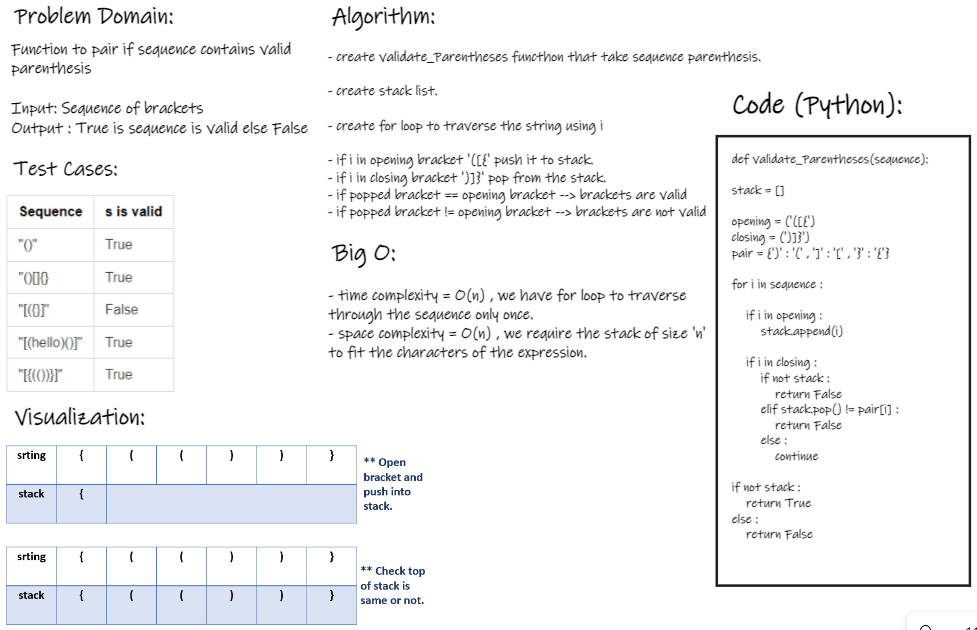 Problem Domain:
Function to pair if sequence contains valid
parenthesis
Input: Sequence of brackets
Output : True is sequence is valid else False
Test Cases:
Sequence s is valid
"()" True
"()[]{}" True
"[({}]" False
"[(hello)()]" True
"[{(())}]" True
Visualization:
srting { ( ( ) ) }
stack {
** Open
bracket and
push into
stack.
srting { ( ( ) ) }
stack { ( ( ) ) }
** Check top
of stack is
same or not.
Algorithm:
- create validate_Parentheses functhon that take sequence parenthesis.
- create stack list.
- create for loop to traverse the string using i
- if i in opening bracket '([{' push it to stack.
- if i in closing bracket ')]}' pop from the stack.
- if popped bracket == opening bracket --> brackets are valid
- if popped bracket != opening bracket --> brackets are not valid
Big O:
- time complexity = O(n) , we have for loop to traverse
through the sequence only once.
- space complexity = O(n) , we require the stack of size 'n'
to fit the characters of the expression.
Code (Python):
def validate_Parentheses(sequence):
stack = []
opening = ('([{')
closing = (')]}')
pair = {')' : '(' , ']' : '[' , '}' : '{'}
for i in sequence :
if i in opening :
stack.append(i)
if i in closing :
if not stack :
return False
elif stack.pop() != pair[i] :
return False
else :
continue
if not stack :
return True
else :
return False